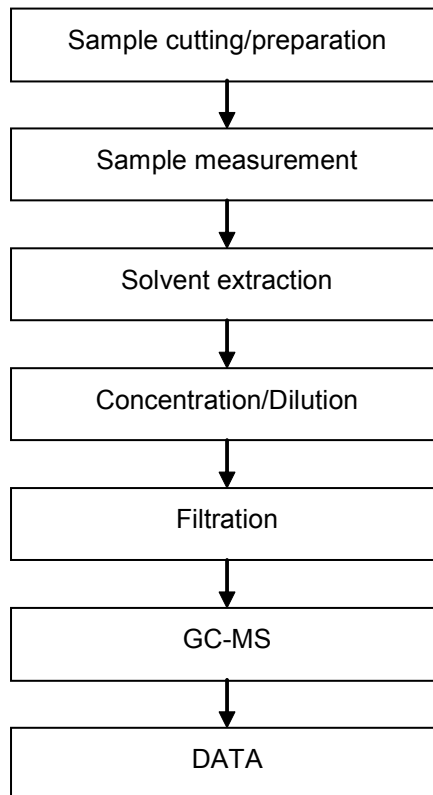 Sample cutting/preparation
Sample measurement
Solvent extraction
Concentration/Dilution
Filtration
GC-MS
DATA